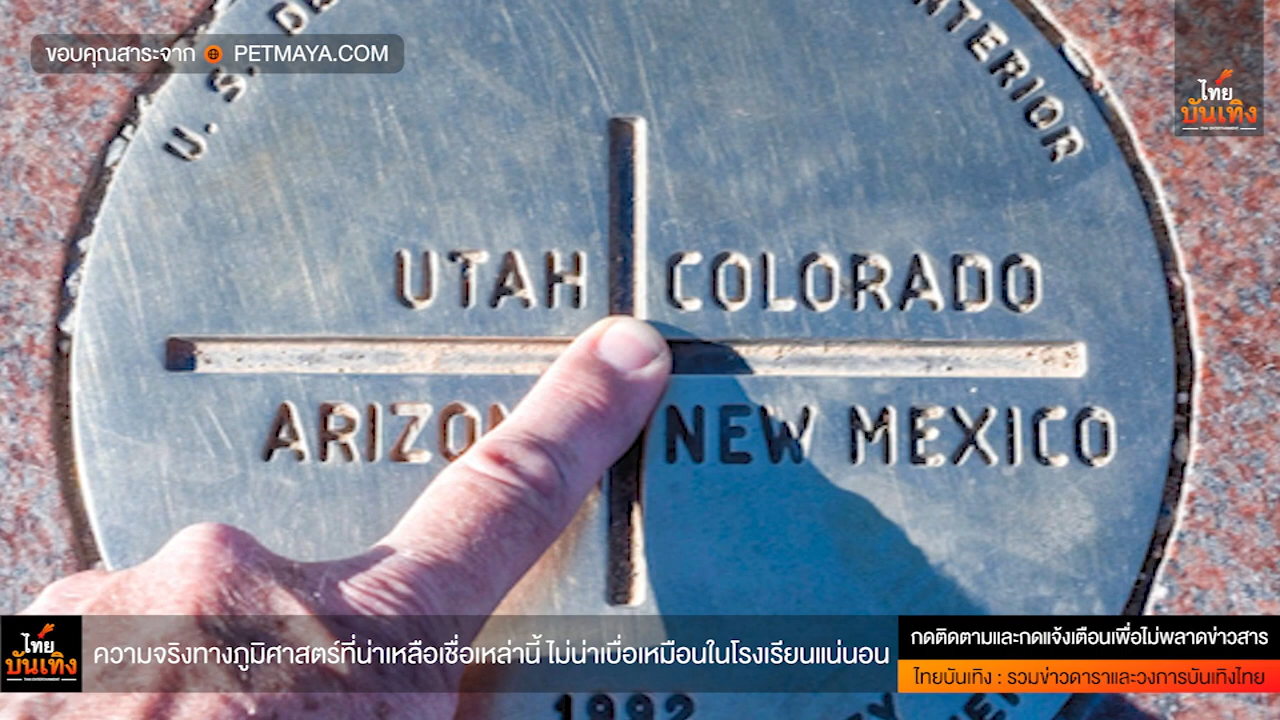 ขอบคุณสาระจาก PETMAYA.COM
U. S. INTERIOR
ไทย
บันเทิง
THAI ENTERTAINMENT
UTAH COLORADO
ARIZO NEW MEXICO
1992
ไทย
บันเทิง
THAI ENTERTAINMENT
ความจริงทางภูมิศาสตร์ที่น่าเหลือเชื่อเหล่านี้ ไม่น่าเบื่อเหมือนในโรงเรียนแน่นอน
กดติดตามและกดแจ้งเตือนเพื่อไม่พลาดข่าวสาร
ไทยบันเทิง : รวมข่าวดาราและวงการบันเทิงไทย